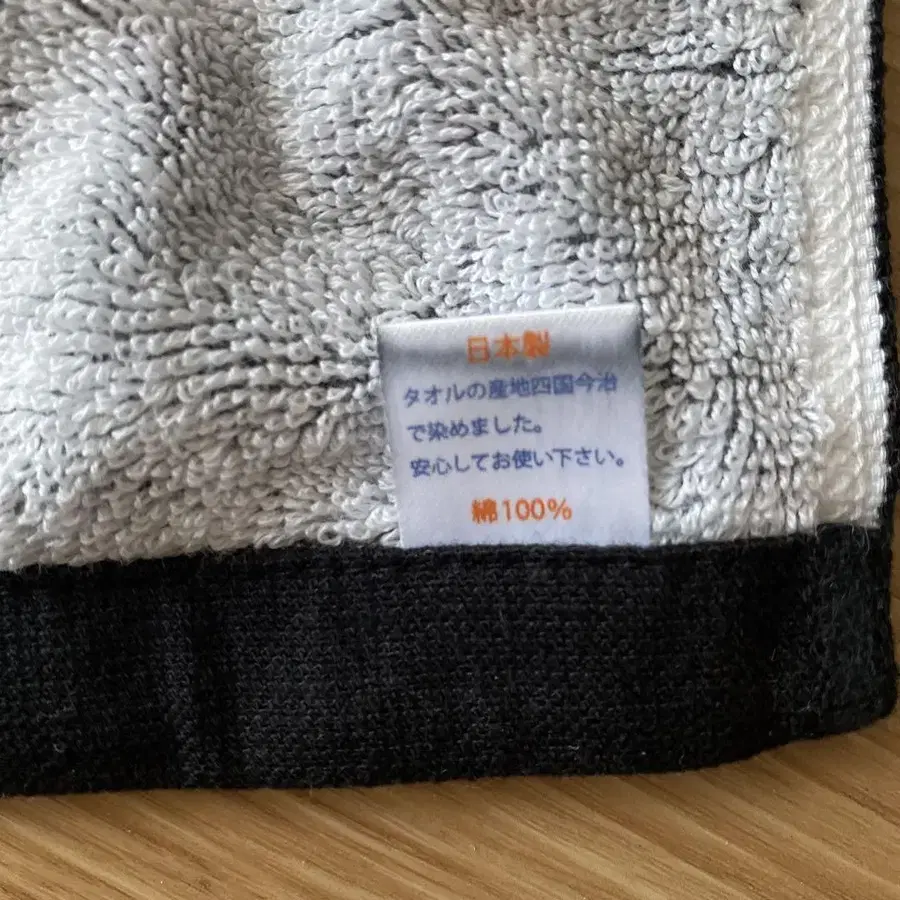 日本製
タオルの産地四国今治
で染めました。
安心してお使い下さい。
綿100%